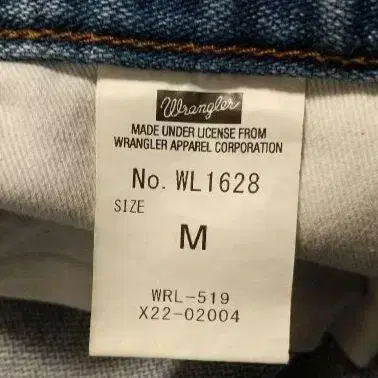 Wrangler
MADE UNDER LICENSE FROM
WRANGLER APPAREL CORPORATION
No. WL1628
SIZE
M
WRL-519
X22-02004